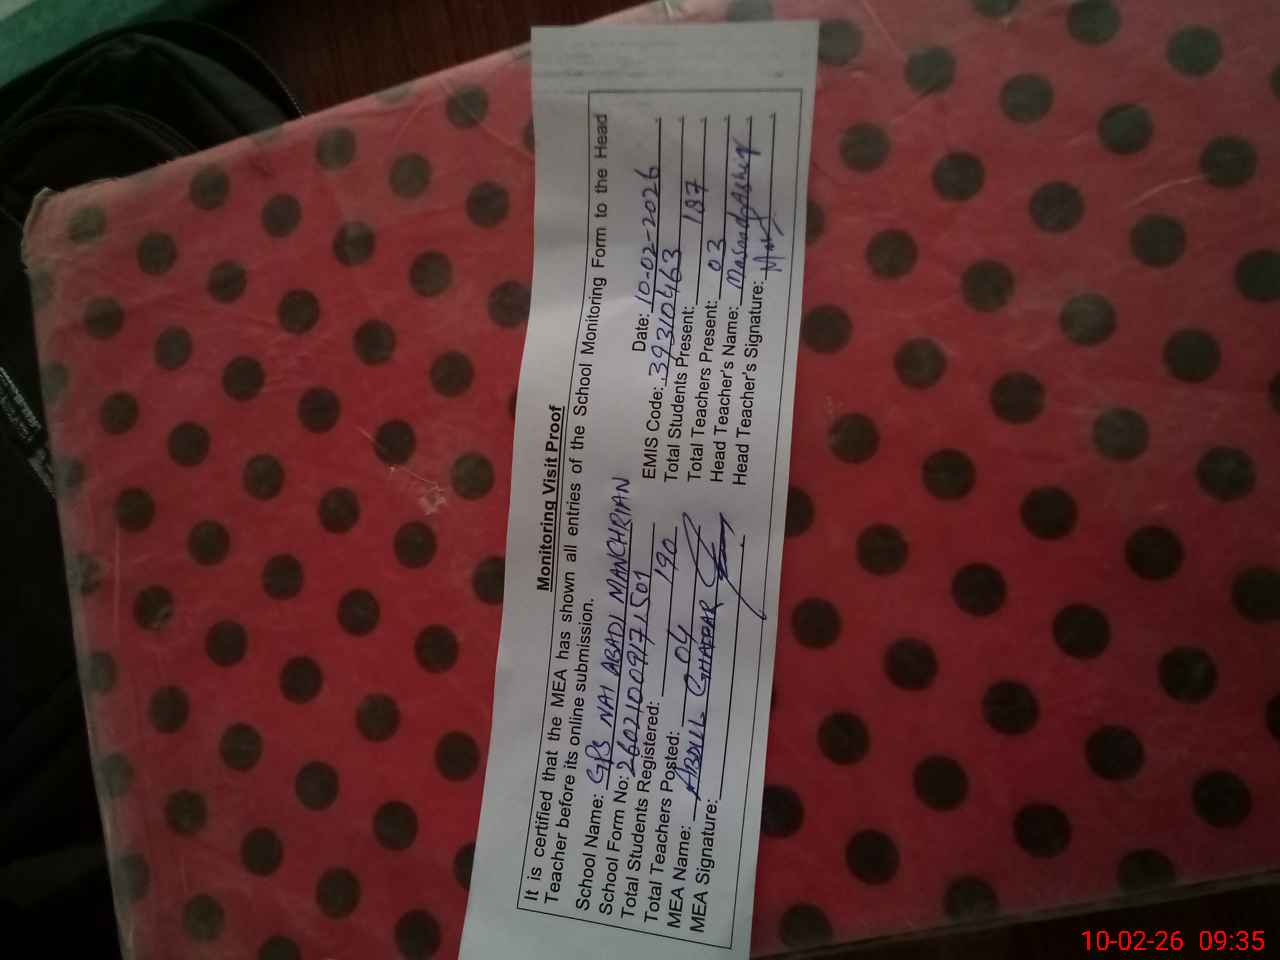 Monitoring Visit Proof
It is certified that the MEA has shown all entries of the School Monitoring Form to the Head
Teacher before its online submission.
School Name: GPS NAI ABADI MANCHRIAN Date: 10-02-2026
School Form No: 26021009171501 EMIS Code: 39310463
Total Students Registered: 190 Total Students Present: 187
Total Teachers Posted: 04 Total Teachers Present: 03
MEA Name: ABDUL GHAFFAR Head Teacher's Name:
MEA Signature: Head Teacher's Signature:
10-02-26 09:35